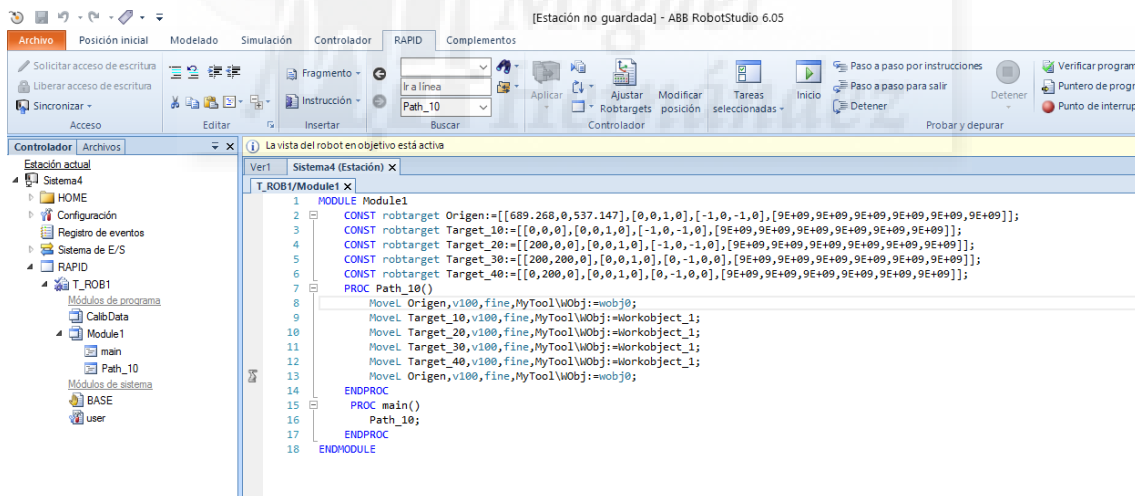 [Estación no guardada] - ABB RobotStudio 6.05
Archivo Posición inicial Modelado Simulación Controlador RAPID Complementos
Solicitar acceso de escritura
Liberar acceso de escritura
Sincronizar
Acceso
Editar
Fragmento
Instrucción
Insertar
Ir a línea
Path_10
Buscar
Aplicar
Ajustar Robtargets
Modificar posición
Controlador
Tareas seleccionadas
Inicio
Paso a paso por instrucciones
Paso a paso para salir
Detener
Detener
Verificar program
Puntero de progr
Punto de interrup
Probar y depurar
Controlador Archivos
Estación actual
Sistema4
HOME
Configuración
Registro de eventos
Sistema de E/S
RAPID
T_ROB1
Módulos de programa
CalibData
Module1
main
Path_10
Módulos de sistema
BASE
user
La vista del robot en objetivo está activa
Ver1 Sistema4 (Estación) X
T_ROB1/Module1 X
1 MODULE Module1
2 CONST robtarget Origen:=[[689.268,0,537.147],[0,0,1,0],[-1,0,-1,0],[9E+09,9E+09,9E+09,9E+09,9E+09,9E+09]];
3 CONST robtarget Target_10:=[[0,0,0],[0,0,1,0],[-1,0,-1,0],[9E+09,9E+09,9E+09,9E+09,9E+09,9E+09]];
4 CONST robtarget Target_20:=[[200,0,0],[0,0,1,0],[-1,0,-1,0],[9E+09,9E+09,9E+09,9E+09,9E+09,9E+09]];
5 CONST robtarget Target_30:=[[200,200,0],[0,0,1,0],[0,-1,0,0],[9E+09,9E+09,9E+09,9E+09,9E+09,9E+09]];
6 CONST robtarget Target_40:=[[0,200,0],[0,0,1,0],[0,-1,0,0],[9E+09,9E+09,9E+09,9E+09,9E+09,9E+09]];
7 PROC Path_10()
8 MoveL Origen,v100,fine,MyTool\WObj:=wobj0;
9 MoveL Target_10,v100,fine,MyTool\WObj:=Workobject_1;
10 MoveL Target_20,v100,fine,MyTool\WObj:=Workobject_1;
11 MoveL Target_30,v100,fine,MyTool\WObj:=Workobject_1;
12 MoveL Target_40,v100,fine,MyTool\WObj:=Workobject_1;
13 MoveL Origen,v100,fine,MyTool\WObj:=wobj0;
14 ENDPROC
15 PROC main()
16 Path_10;
17 ENDPROC
18 ENDMODULE